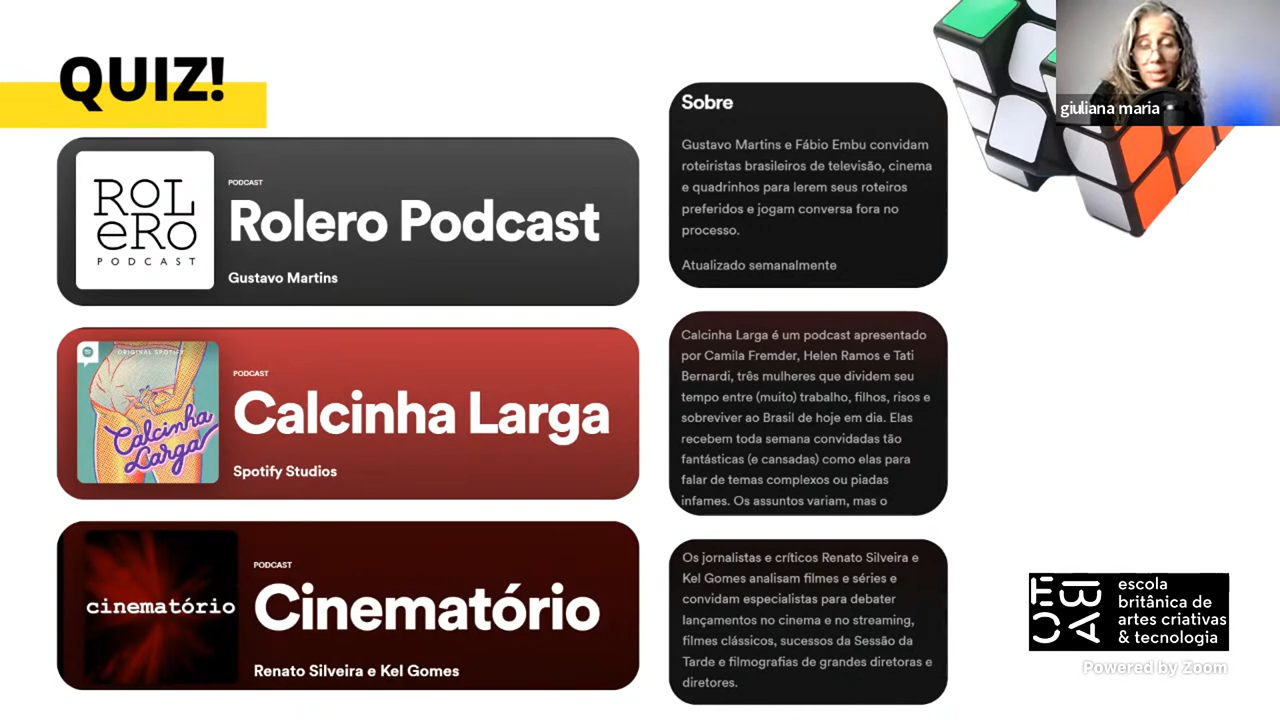 QUIZ!
ROL
eRO
PODCAST
PODCAST
Rolero Podcast
Gustavo Martins
Sobre
Gustavo Martins e Fábio Embu convidam
roteiristas brasileiros de televisão, cinema
e quadrinhos para lerem seus roteiros
preferidos e jogam conversa fora no
processo.
Atualizado semanalmente
giuliana maria
ORIGINAL SPOTIFY
Calcinha
Larga
PODCAST
Calcinha Larga
Spotify Studios
Calcinha Larga é um podcast apresentado
por Camila Fremder, Helen Ramos e Tati
Bernardi, três mulheres que dividem seu
tempo entre (muito) trabalho, filhos, risos e
sobreviver ao Brasil de hoje em dia. Elas
recebem toda semana convidadas tão
fantásticas (e cansadas) como elas para
falar de temas complexos ou piadas
infames. Os assuntos variam, mas o
cinematório
PODCAST
Cinematório
Renato Silveira e Kel Gomes
Os jornalistas e críticos Renato Silveira e
Kel Gomes analisam filmes e séries e
convidam especialistas para debater
lançamentos no cinema e no streaming,
filmes clássicos, sucessos da Sessão da
Tarde e filmografias de grandes diretoras e
diretores.
escola
britânica de
artes criativas
& tecnologia
Powered by Zoom